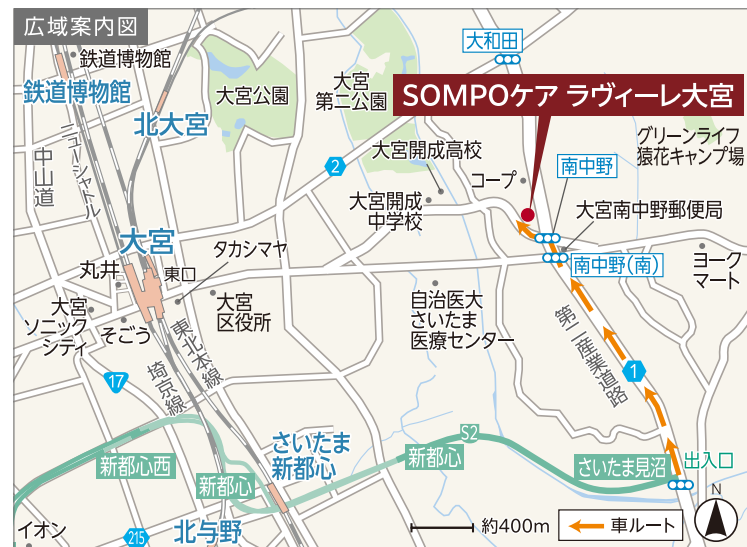 広域案内図
鉄道博物館
鉄道博物館
大和田
大宮公園
大宮
第二公園
SOMPOケア ラヴィーレ大宮
北大宮
ニューシャトル
中山道
2
大宮開成高校
コープ
南中野
グリーンライフ
猿花キャンプ場
大宮開成
中学校
大宮南中野郵便局
大宮
タカシマヤ
丸井
東口
南中野(南)
ヨーク
マート
大宮
ソニック
シティ
そごう
大宮
区役所
自治医大
さいたま
医療センター
東北本線
埼京線
17
第二産業道路
1
さいたま
新都心
S2
新都心西
新都心
新都心
さいたま見沼
出入口
イオン
215
北与野
約400m
車ルート
N